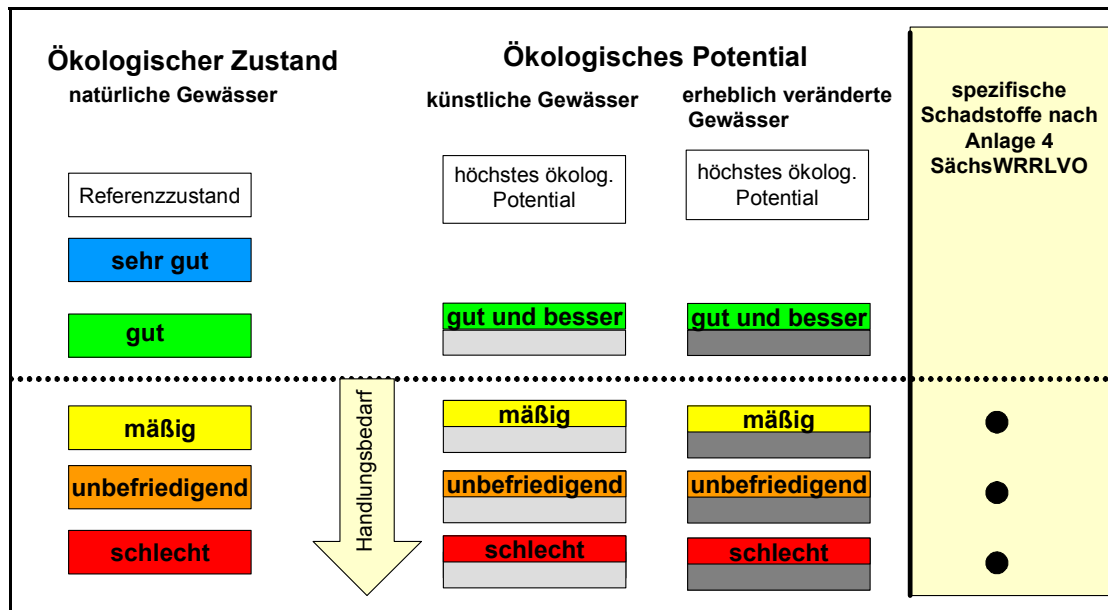 Ökologischer Zustand
natürliche Gewässer
Ökologisches Potential
künstliche Gewässer
erheblich veränderte
Gewässer
spezifische
Schadstoffe nach
Anlage 4
SächsWRRLVO
Referenzzustand
höchstes ökolog.
Potential
höchstes ökolog.
Potential
sehr gut
gut
gut und besser
gut und besser
Handlungsbedarf
mäßig
mäßig
mäßig
unbefriedigend
unbefriedigend
unbefriedigend
schlecht
schlecht
schlecht